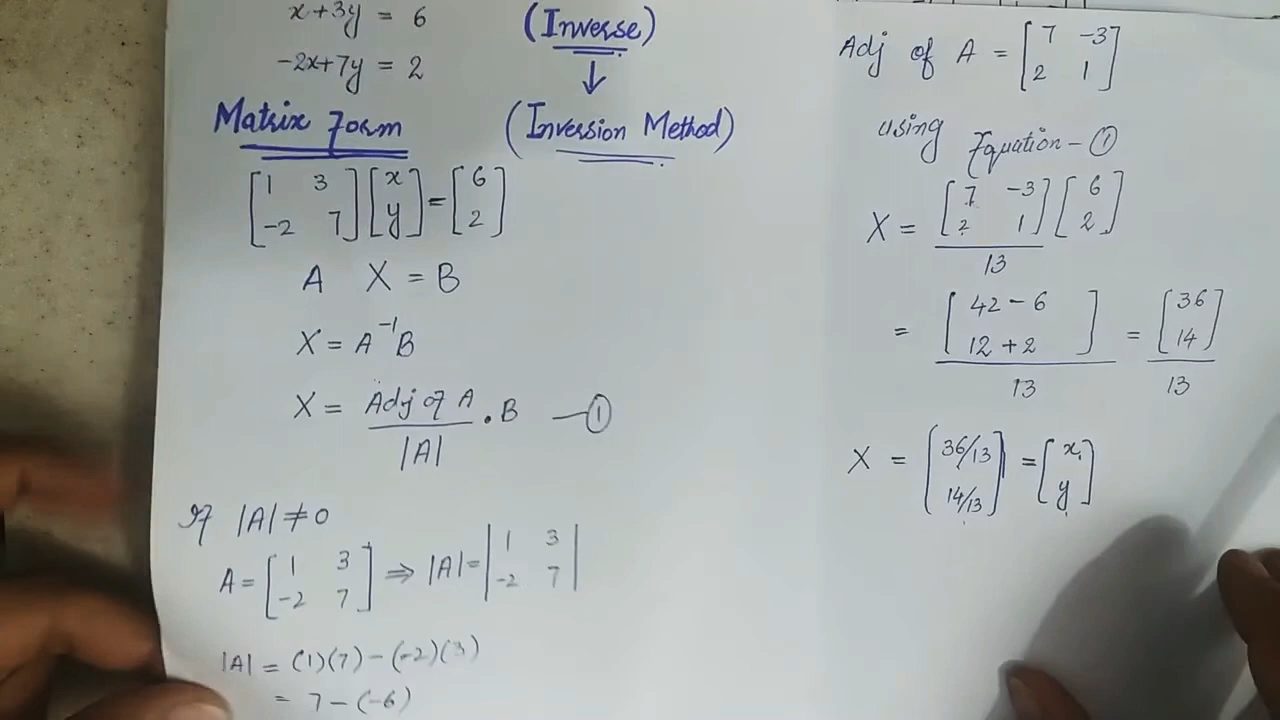 x+3y = 6
-2x+7y = 2
(Inverse)
↓
Matrix Form (Inversion Method)
[1 3; -2 7] [x; y] = [6; 2]
A X = B
X = A⁻¹B
X = Adj of A / |A| . B —①
If |A| ≠ 0
A = [1 3; -2 7] ⇒ |A| = |1 3; -2 7|
|A| = (1)(7) - (-2)(3)
= 7 - (-6)
Adj of A = [7 -3; 2 1]
using Equation - ①
X = [7 -3; 2 1] [6; 2] / 13
= [42 - 6; 12 + 2] / 13 = [36; 14] / 13
X = [36/13; 14/13] = [x; y]